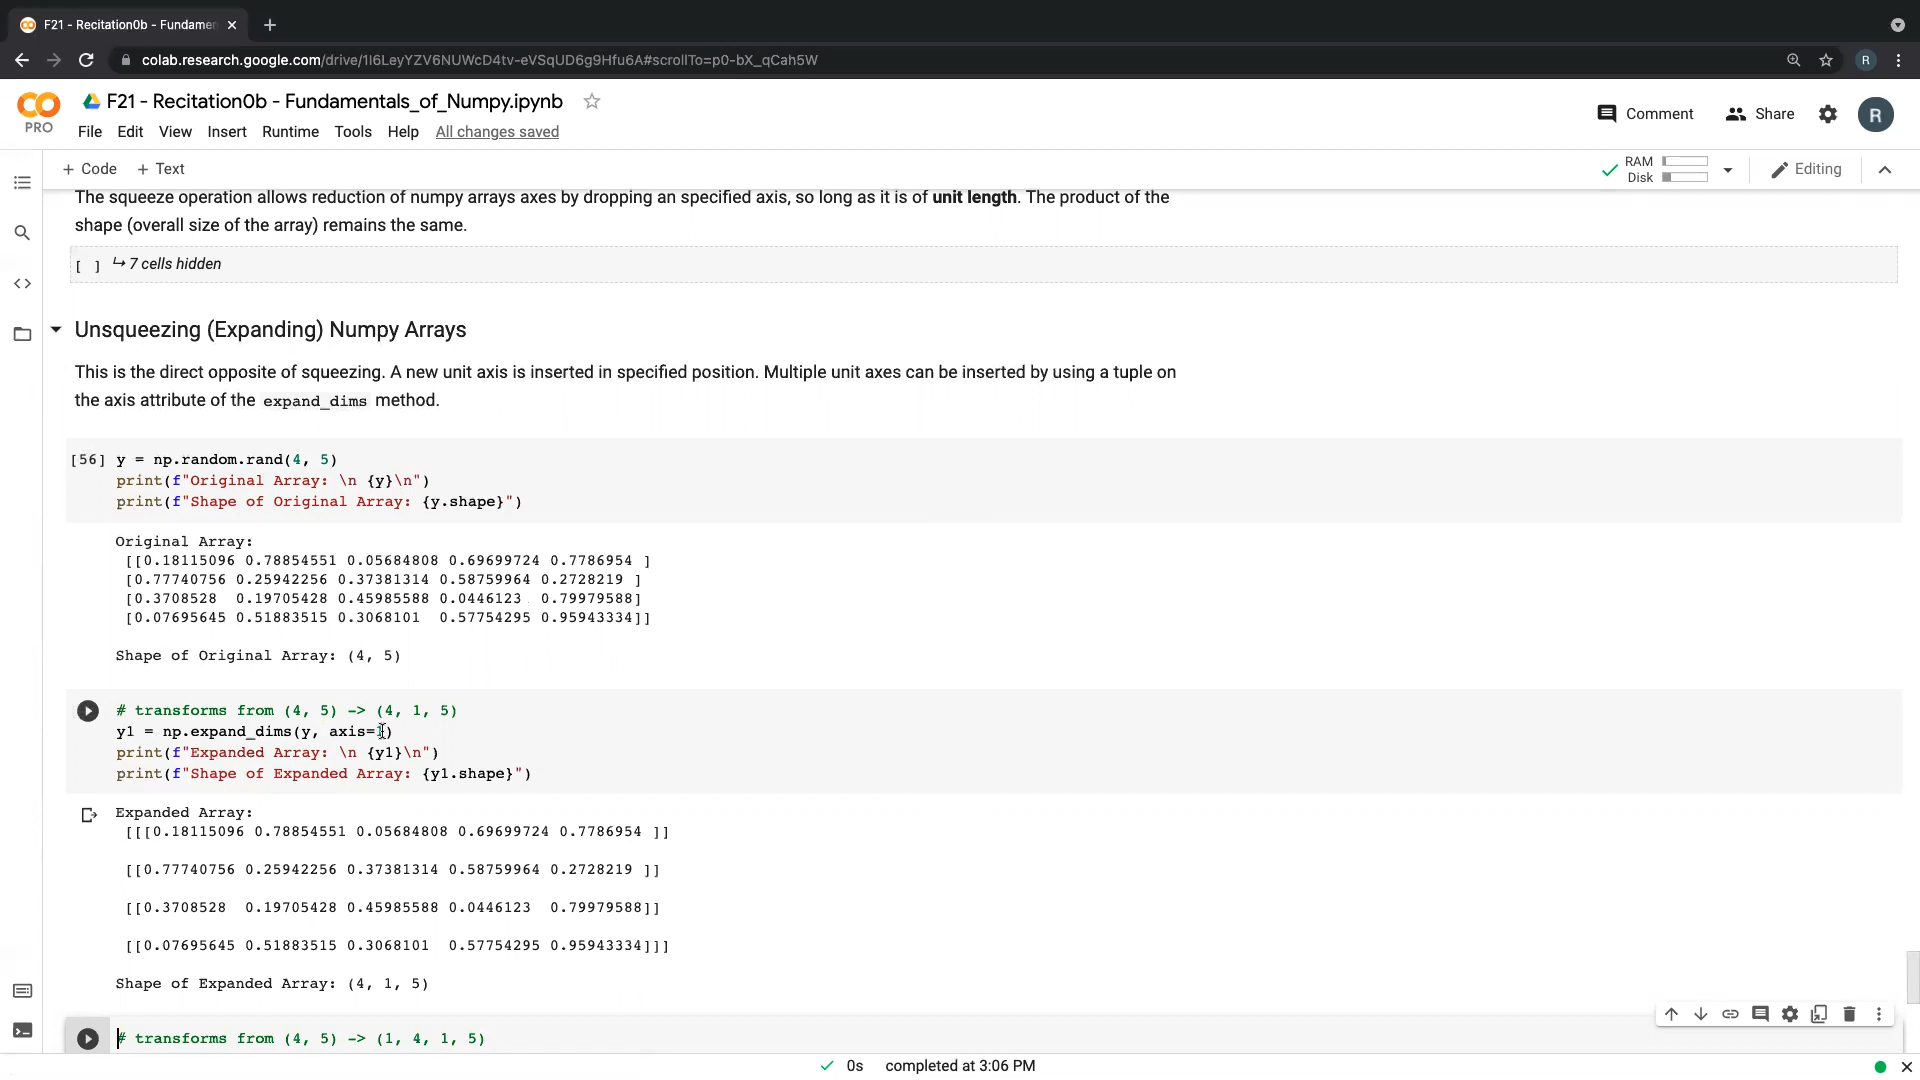 F21 - Recitation0b - Fundamen
colab.research.google.com/drive/1I6LeyYZV6NUWcD4tv-eVSqUD6g9Hfu6A#scrollTo=p0-bX_qCah5W
R
PRO
F21 - Recitation0b - Fundamentals_of_Numpy.ipynb
File Edit View Insert Runtime Tools Help All changes saved
Comment
Share
R
+ Code + Text
RAM
Disk
Editing
The squeeze operation allows reduction of numpy arrays axes by dropping an specified axis, so long as it is of unit length. The product of the
shape (overall size of the array) remains the same.
[ ] ↳ 7 cells hidden
Unsqueezing (Expanding) Numpy Arrays
This is the direct opposite of squeezing. A new unit axis is inserted in specified position. Multiple unit axes can be inserted by using a tuple on
the axis attribute of the expand_dims method.
[56] y = np.random.rand(4, 5)
print(f"Original Array: \n {y}\n")
print(f"Shape of Original Array: {y.shape}")
Original Array:
[[0.18115096 0.78854551 0.05684808 0.69699724 0.7786954 ]
[0.77740756 0.25942256 0.37381314 0.58759964 0.2728219 ]
[0.3708528  0.19705428 0.45985588 0.0446123  0.79979588]
[0.07695645 0.51883515 0.3068101  0.57754295 0.95943334]]
Shape of Original Array: (4, 5)
# transforms from (4, 5) -> (4, 1, 5)
y1 = np.expand_dims(y, axis=1)
print(f"Expanded Array: \n {y1}\n")
print(f"Shape of Expanded Array: {y1.shape}")
Expanded Array:
[[[0.18115096 0.78854551 0.05684808 0.69699724 0.7786954 ]]
[[0.77740756 0.25942256 0.37381314 0.58759964 0.2728219 ]]
[[0.3708528  0.19705428 0.45985588 0.0446123  0.79979588]]
[[0.07695645 0.51883515 0.3068101  0.57754295 0.95943334]]]
Shape of Expanded Array: (4, 1, 5)
# transforms from (4, 5) -> (1, 4, 1, 5)
0s completed at 3:06 PM